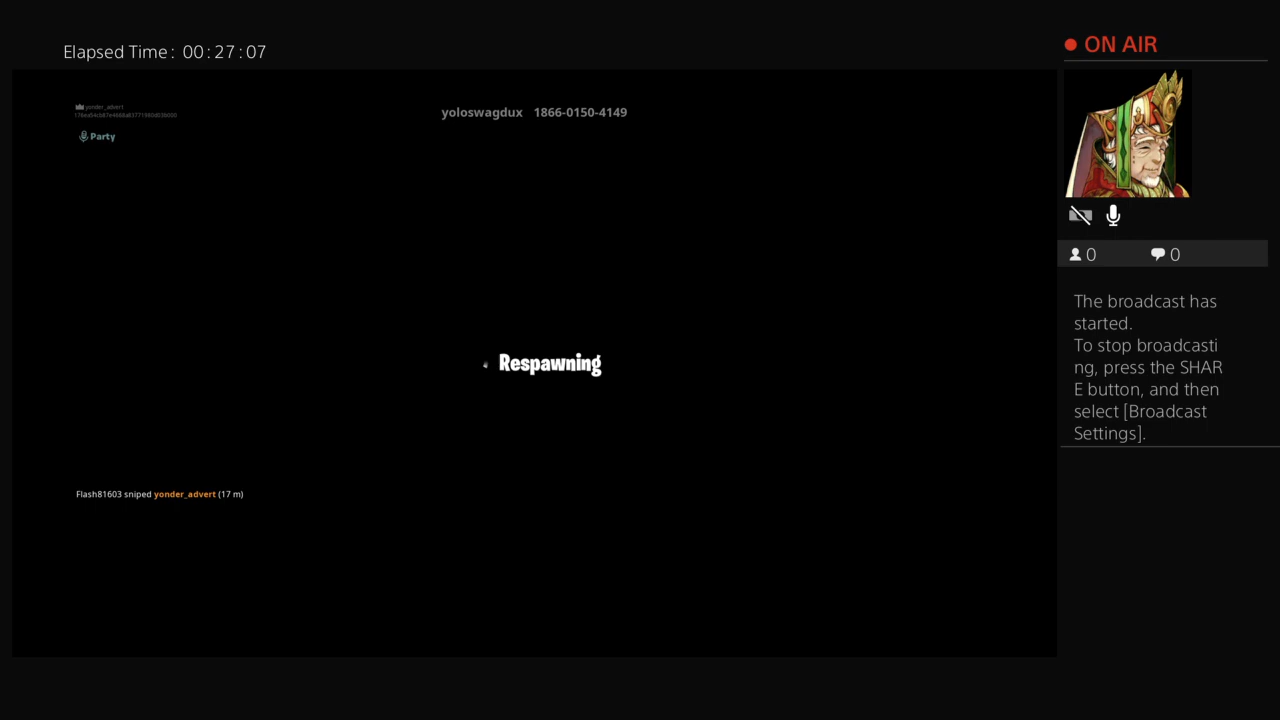 Elapsed Time: 00:27:07
ON AIR
yonder_advert
yoloswagdux 1866-0150-4149
Party
0 0
The broadcast has
started.
To stop broadcasti
ng, press the SHAR
E button, and then
select [Broadcast
Settings].
Respawning
Flash81603 sniped yonder_advert (17 m)